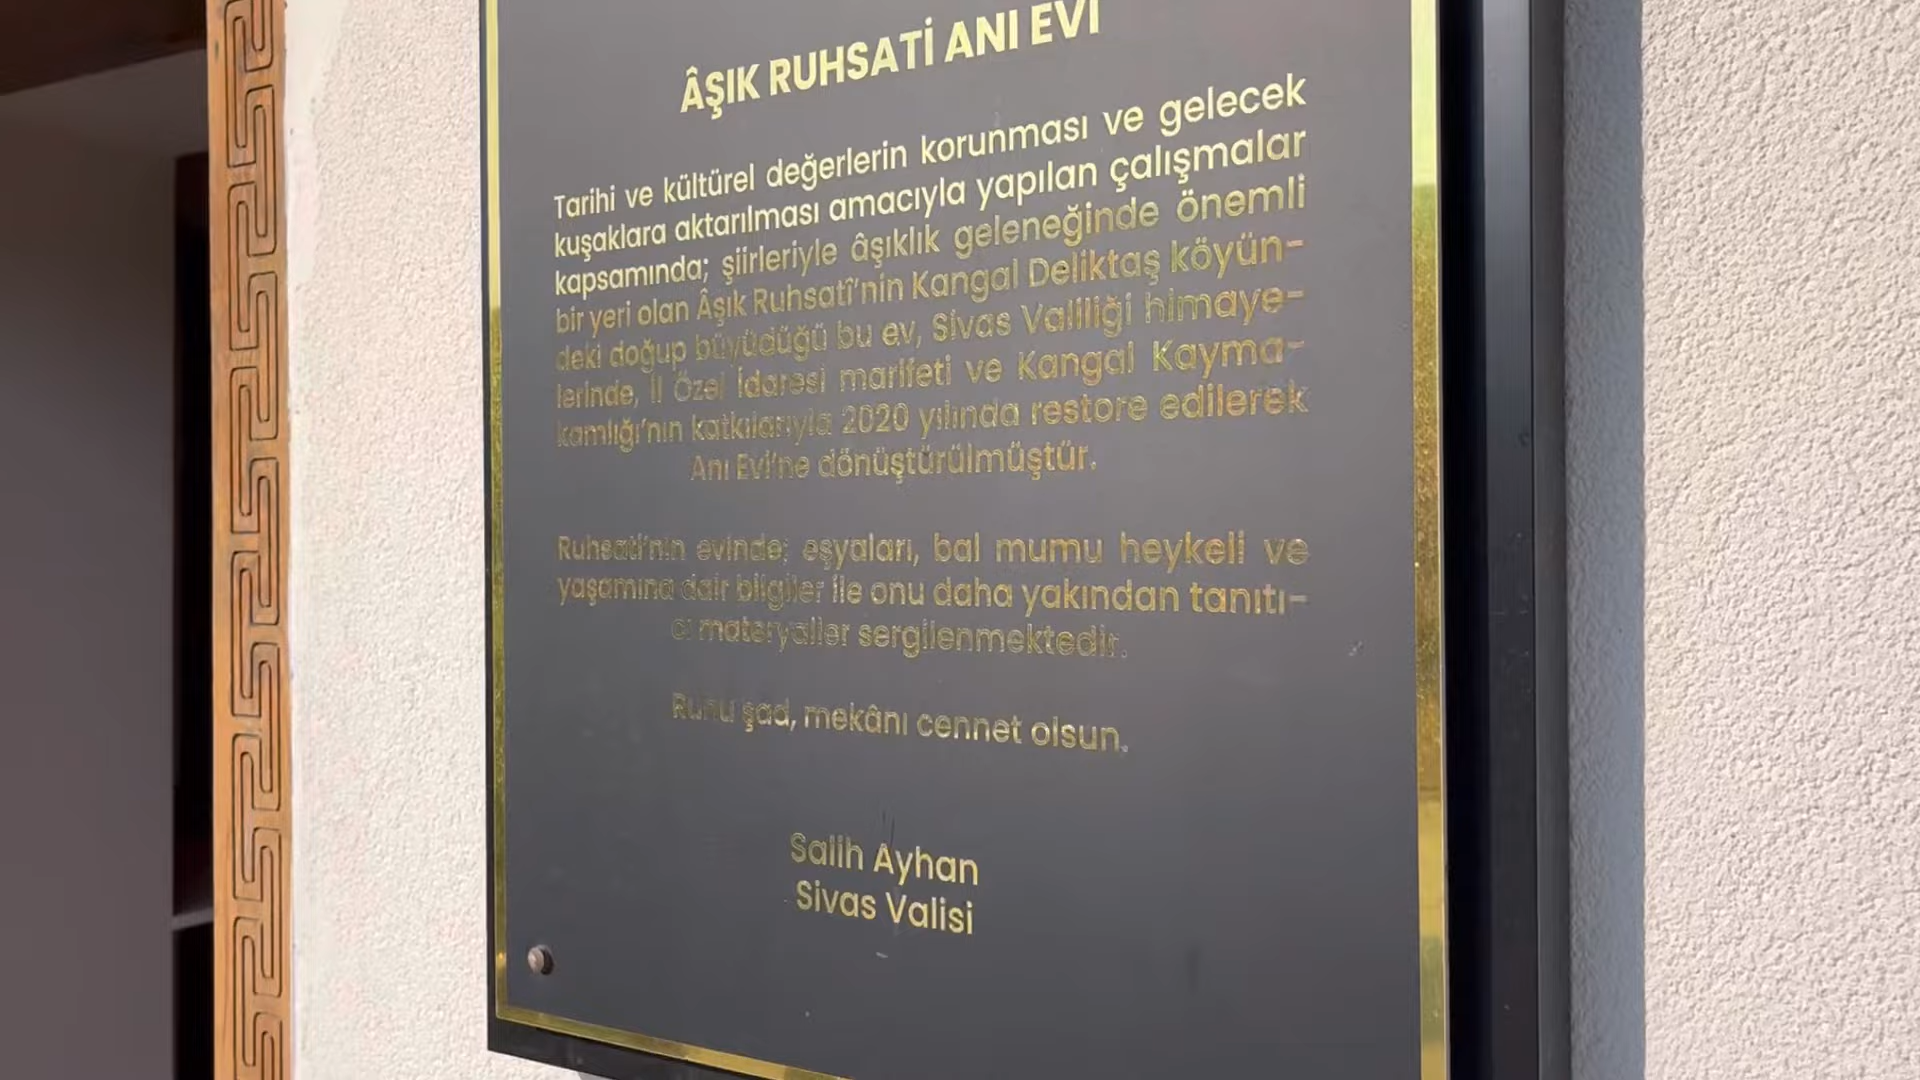 ÂŞIK RUHSATİ ANI EVİ
Tarihi ve kültürel değerlerin korunması ve gelecek
kuşaklara aktarılması amacıyla yapılan çalışmalar
kapsamında; şiirleriyle âşıklık geleneğinde önemli
bir yeri olan Âşık Ruhsatî'nin Kangal Deliktaş köyün-
deki doğup büyüdüğü bu ev, Sivas Valiliği himaye-
lerinde, İl Özel İdaresi marifeti ve Kangal Kayma-
kamlığı'nın katkılarıyla 2020 yılında restore edilerek
Anı Evi'ne dönüştürülmüştür.
Ruhsati'nin evinde; eşyaları, bal mumu heykeli ve
yaşamına dair bilgiler ile onu daha yakından tanıtı-
cı materyaller sergilenmektedir.
Ruhu şad, mekânı cennet olsun.
Salih Ayhan
Sivas Valisi